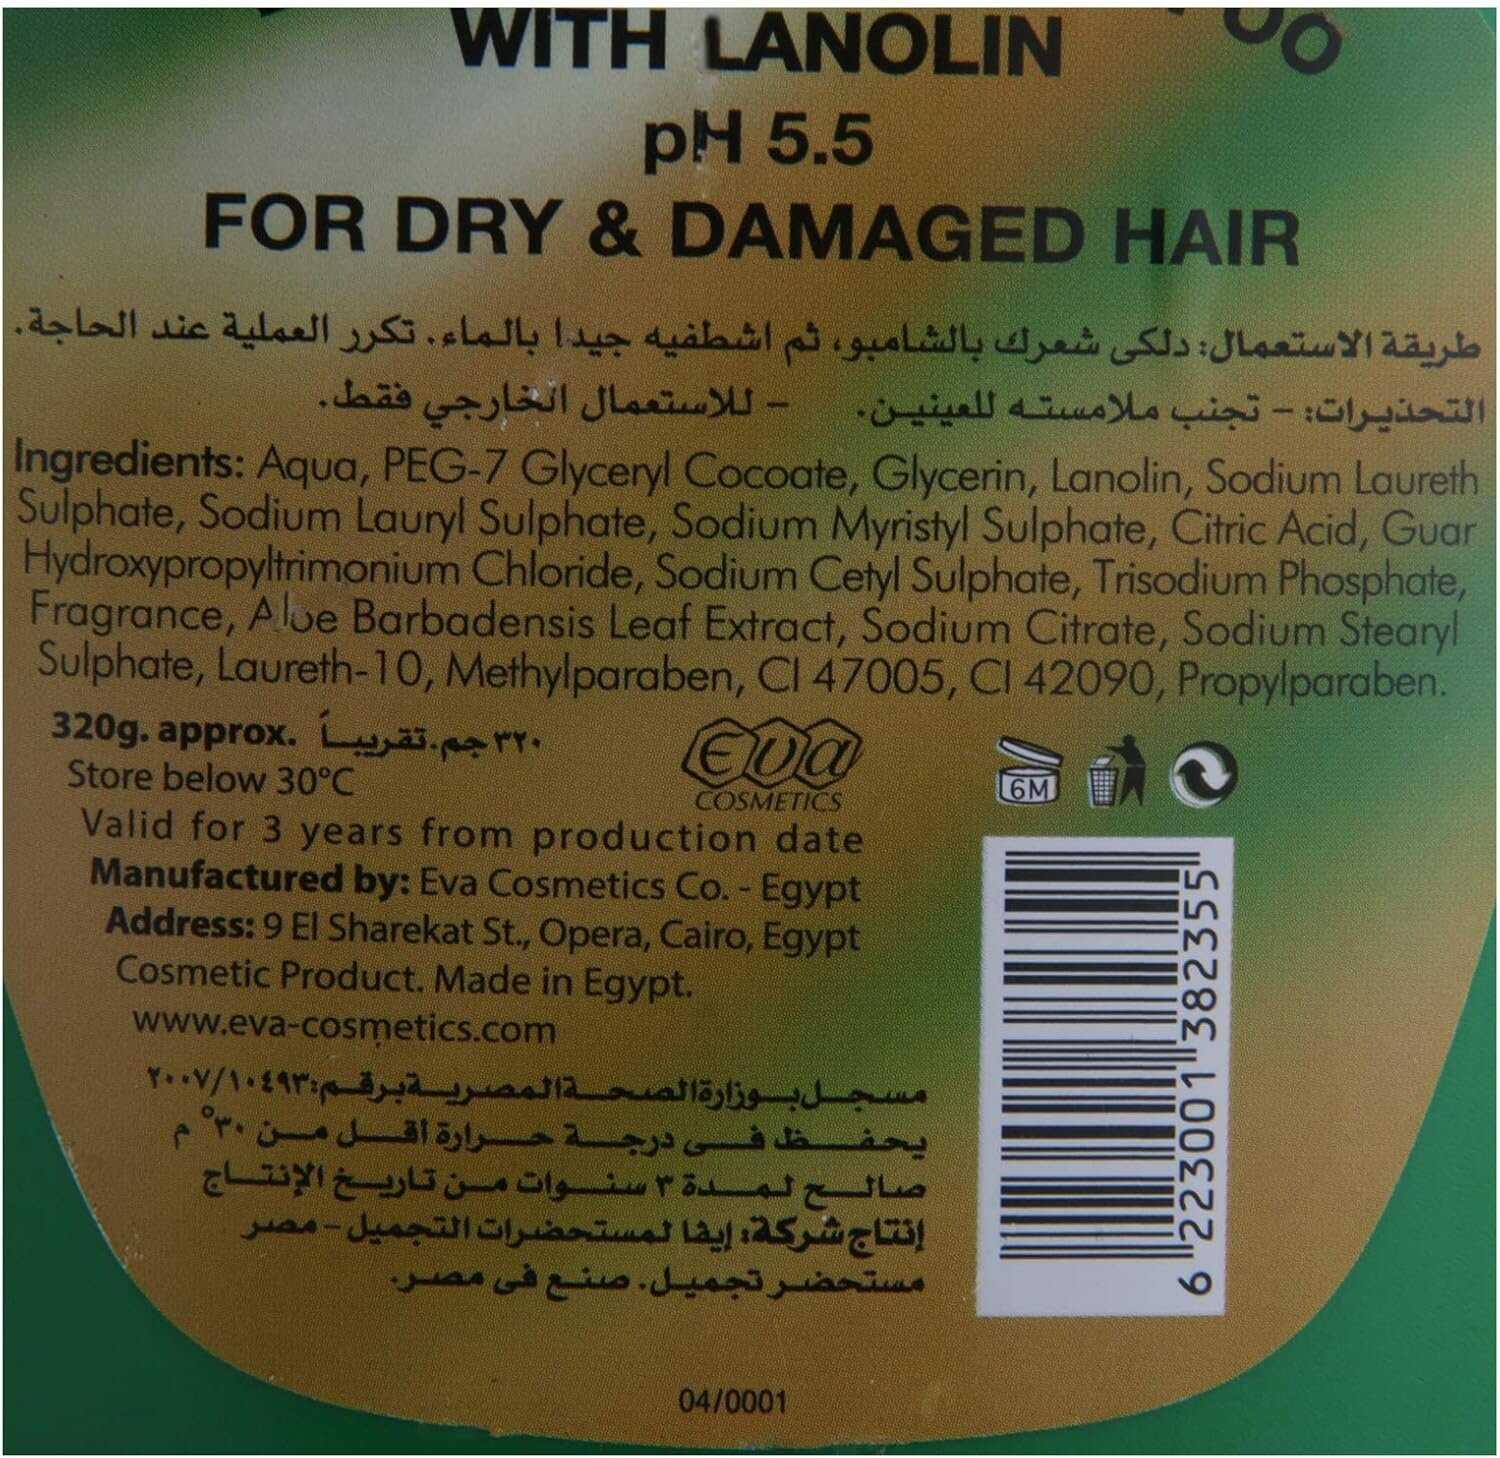 WITH LANOLIN
pH 5.5
FOR DRY & DAMAGED HAIR
طريقة الاستعمال: دلكى شعرك بالشامبو، ثم اشطفيه جيدا بالماء. تكرر العملية عند الحاجة.
التحذيرات: - تجنب ملامسته للعينين. - للاستعمال الخارجي فقط.
Ingredients: Aqua, PEG-7 Glyceryl Cocoate, Glycerin, Lanolin, Sodium Laureth
Sulphate, Sodium Lauryl Sulphate, Sodium Myristyl Sulphate, Citric Acid, Guar
Hydroxypropyltrimonium Chloride, Sodium Cetyl Sulphate, Trisodium Phosphate,
Fragrance, Aloe Barbadensis Leaf Extract, Sodium Citrate, Sodium Stearyl
Sulphate, Laureth-10, Methylparaben, CI 47005, CI 42090, Propylparaben.
320g. approx. ٣٢٠ جم. تقريباً
Store below 30°C
Valid for 3 years from production date
Manufactured by: Eva Cosmetics Co. - Egypt
Address: 9 El Sharekat St., Opera, Cairo, Egypt
Cosmetic Product. Made in Egypt.
www.eva-cosmetics.com
eva
COSMETICS
6M
مسجل بوزارة الصحة المصرية برقم: ٢٠٠٧/١٠٤٩٣
يحفظ فى درجة حرارة أقل من ٣٠° م
صالح لمدة ٣ سنوات من تاريخ الإنتاج
إنتاج شركة: إيفا لمستحضرات التجميل - مصر
مستحضر تجميل. صنع فى مصر.
6 223001 382355
04/0001